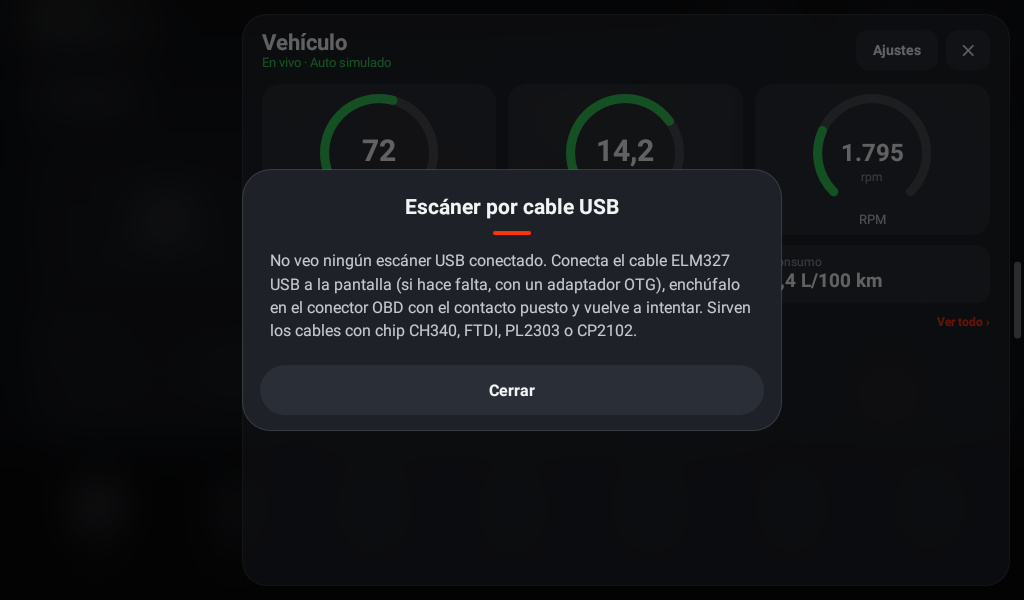 Vehículo
En vivo · Auto simulado
Ajustes
72
14,2
1.795
rpm
RPM
Escáner por cable USB
No veo ningún escáner USB conectado. Conecta el cable ELM327
USB a la pantalla (si hace falta, con un adaptador OTG), enchúfalo
en el conector OBD con el contacto puesto y vuelve a intentar. Sirven
los cables con chip CH340, FTDI, PL2303 o CP2102.
Cerrar
onsumo
,4 L/100 km
Ver todo ›